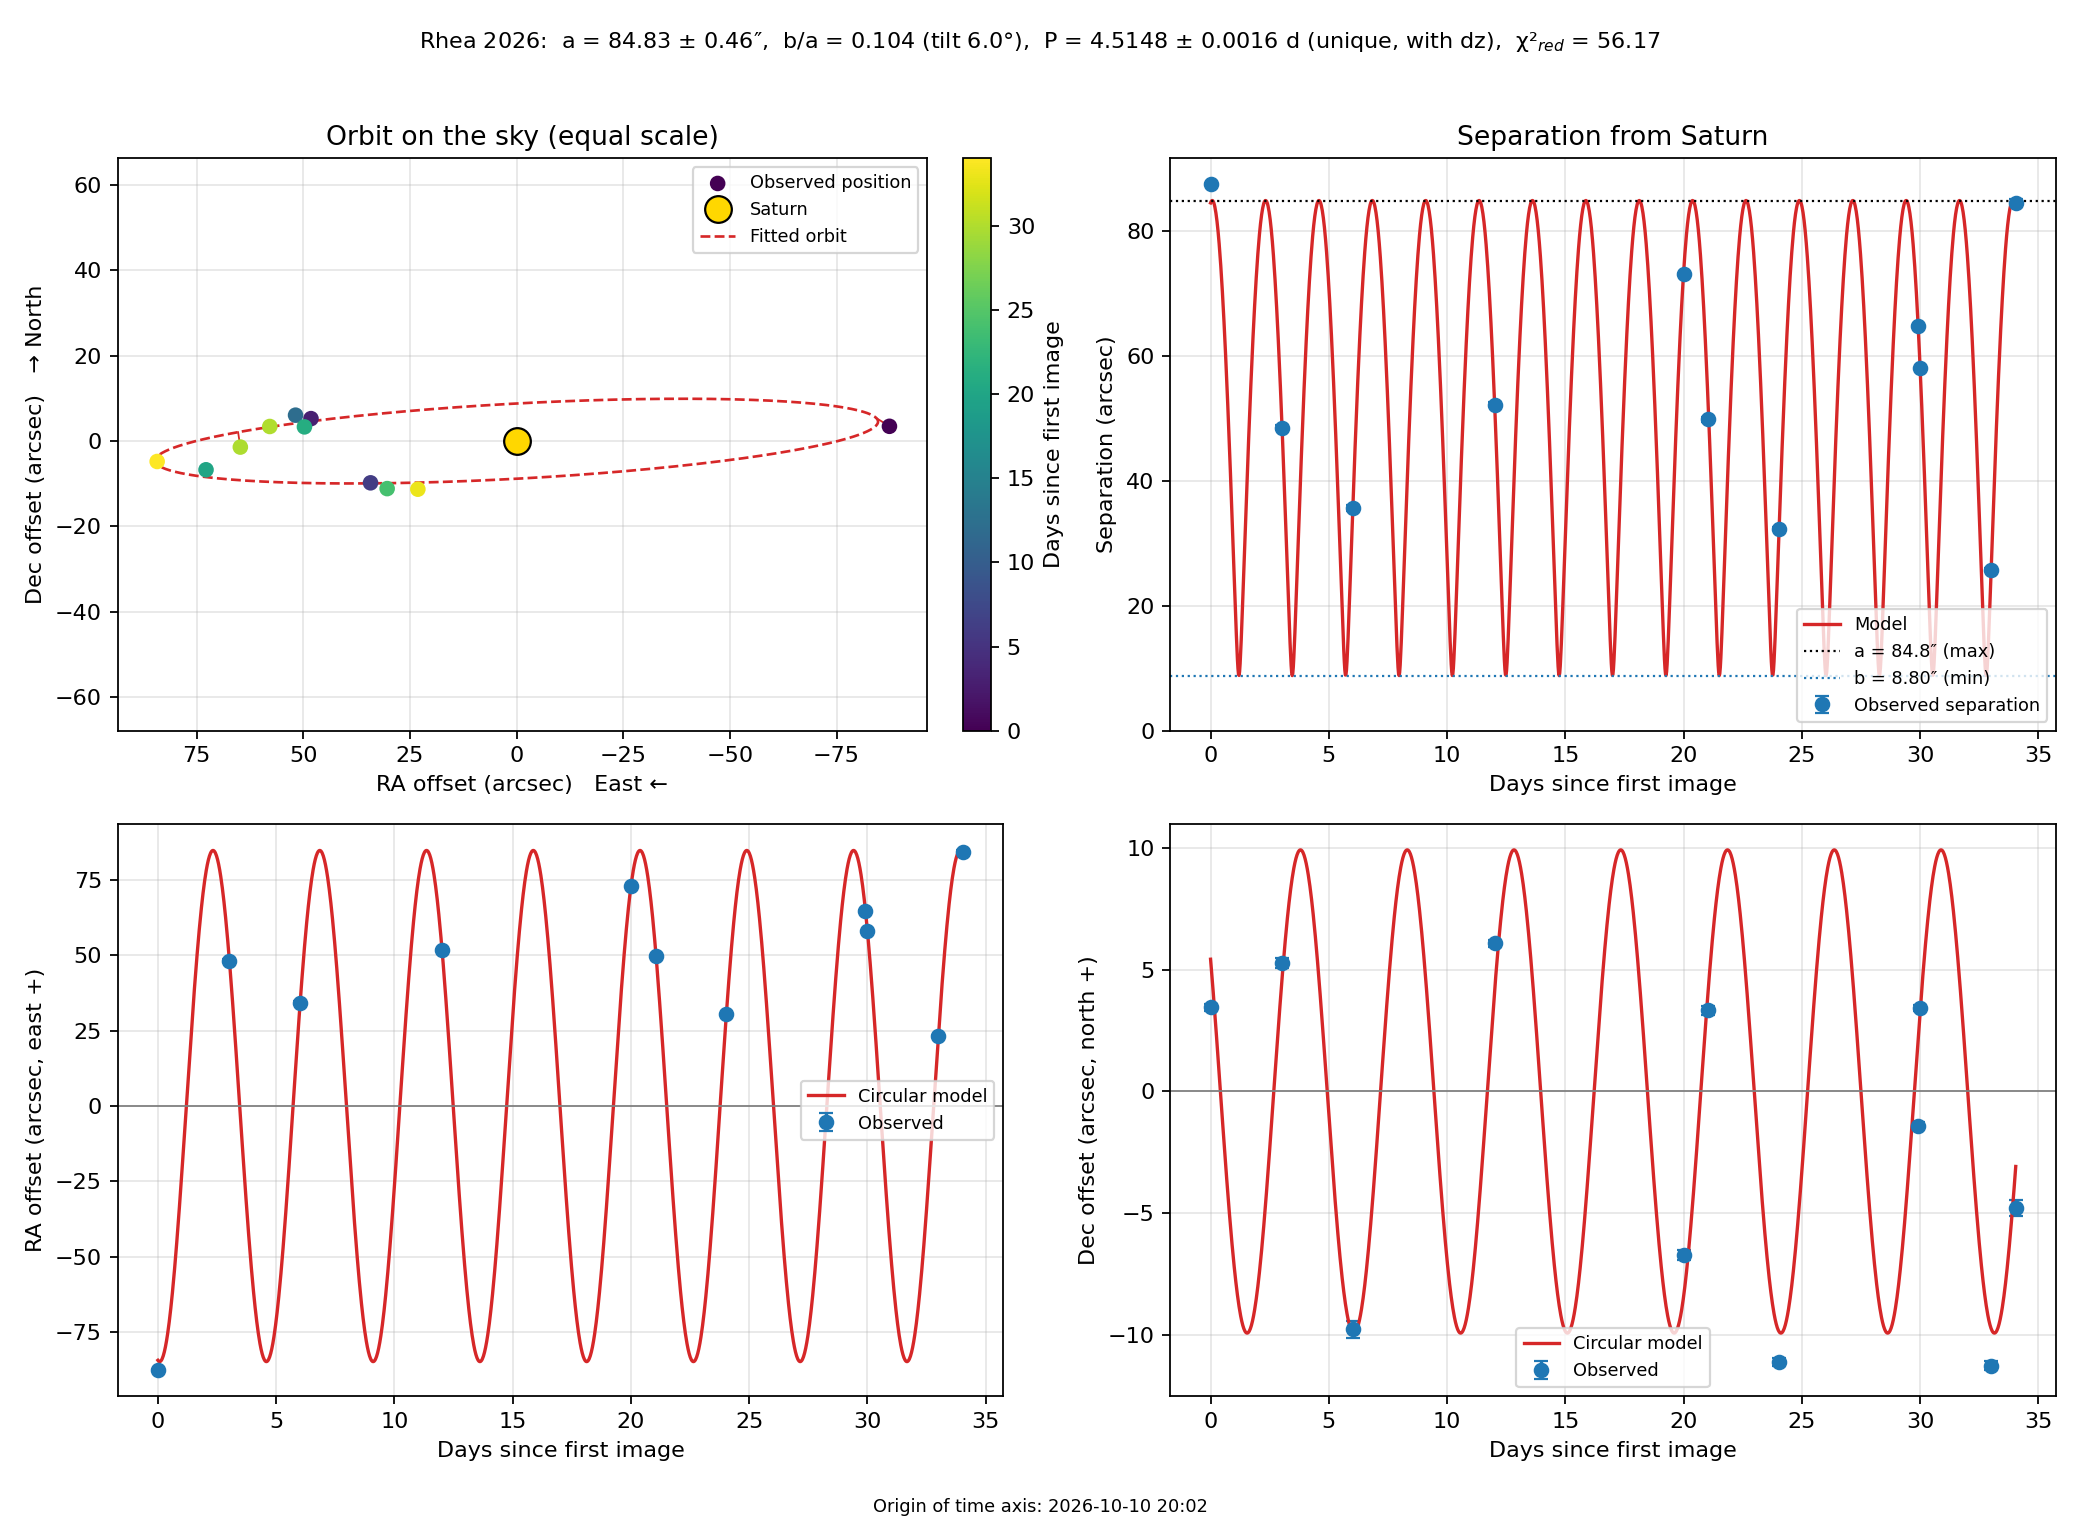 Rhea 2026:  a = 84.83 ± 0.46″,  b/a = 0.104 (tilt 6.0°),  P = 4.5148 ± 0.0016 d (unique, with dz),  χ²red = 56.17
Orbit on the sky (equal scale)
60
40
20
0
−20
−40
−60
Dec offset (arcsec)   → North
75
50
25
0
−25
−50
−75
RA offset (arcsec)   East ←
Observed position
Saturn
Fitted orbit
30
25
20
15
10
5
0
Days since first image
Separation from Saturn
80
60
40
20
0
Separation (arcsec)
0
5
10
15
20
25
30
35
Days since first image
Model
a = 84.8″ (max)
b = 8.80″ (min)
Observed separation
75
50
25
0
−25
−50
−75
RA offset (arcsec, east +)
0
5
10
15
20
25
30
35
Days since first image
Circular model
Observed
10
5
0
−5
−10
Dec offset (arcsec, north +)
0
5
10
15
20
25
30
35
Days since first image
Circular model
Observed
Origin of time axis: 2026-10-10 20:02